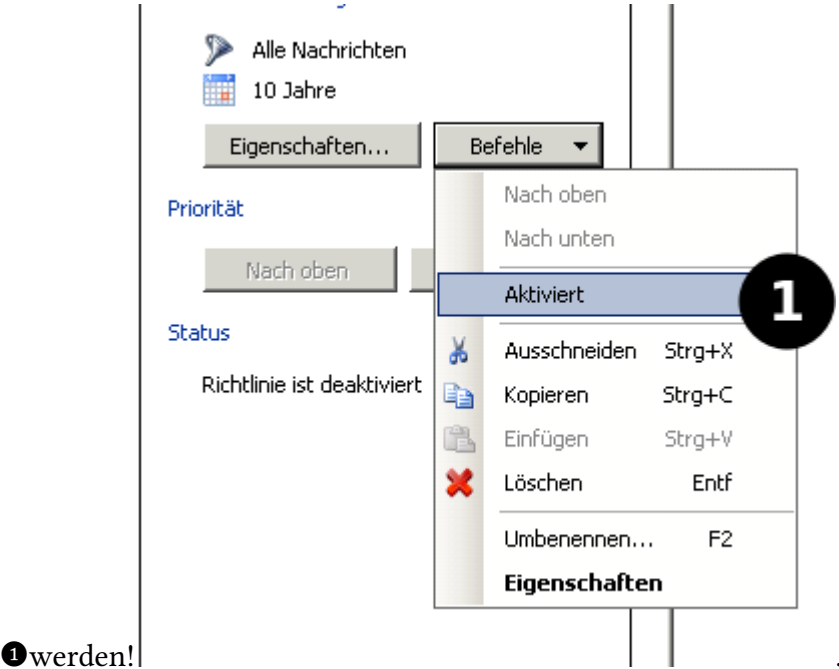 Alle Nachrichten
10 Jahre
Eigenschaften...
Befehle
Nach oben
Nach unten
Priorität
Nach oben
Aktiviert
1
Status
Ausschneiden Strg+X
Richtlinie ist deaktiviert
Kopieren Strg+C
Einfügen Strg+V
Löschen Entf
Umbenennen... F2
Eigenschaften
❶werden!